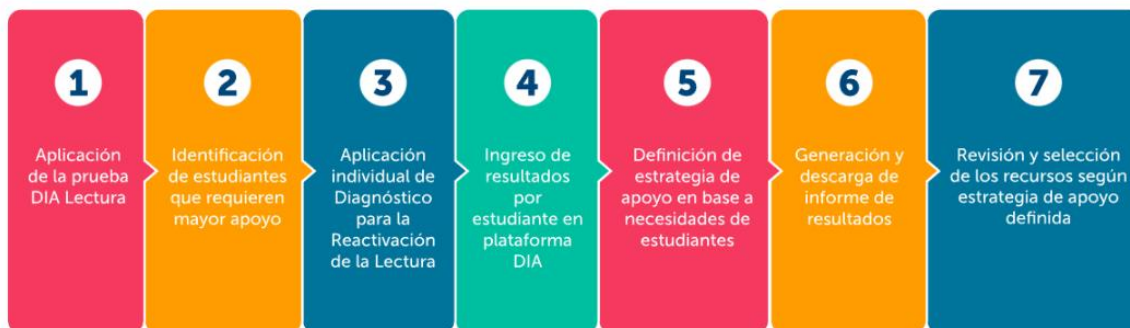 1
Aplicación
de la prueba
DIA Lectura
2
Identificación
de estudiantes
que requieren
mayor apoyo
3
Aplicación
individual de
Diagnóstico
para la
Reactivación
de la Lectura
4
Ingreso de
resultados
por
estudiante en
plataforma
DIA
5
Definición de
estrategia de
apoyo en base a
necesidades de
estudiantes
6
Generación y
descarga de
informe de
resultados
7
Revisión y selección
de los recursos según
estrategia de apoyo
definida